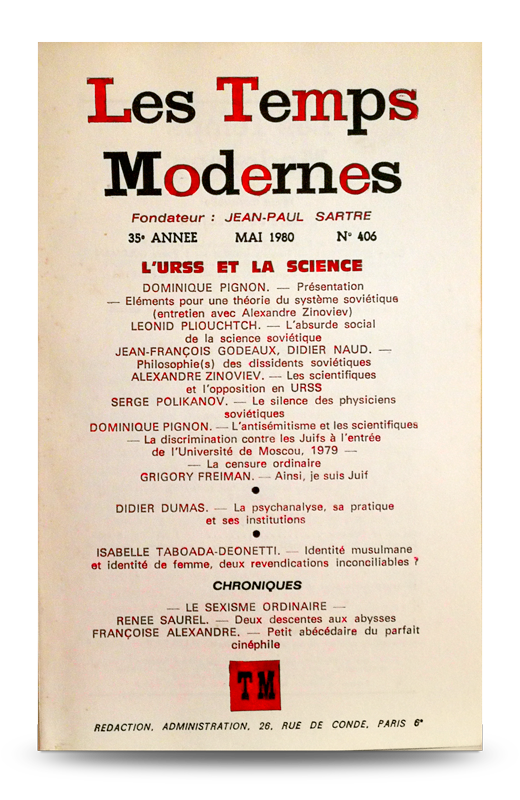 Les Temps
Modernes
Fondateur : JEAN-PAUL SARTRE
35e ANNEE MAI 1980 N° 406
L'URSS ET LA SCIENCE
DOMINIQUE PIGNON. — Présentation
— Eléments pour une théorie du système soviétique
(entretien avec Alexandre Zinoviev)
LEONID PLIOUCHTCH. — L'absurde social
de la science soviétique
JEAN-FRANÇOIS GODEAUX, DIDIER NAUD. —
Philosophie(s) des dissidents soviétiques
ALEXANDRE ZINOVIEV. — Les scientifiques
et l'opposition en URSS
SERGE POLIKANOV. — Le silence des physiciens
soviétiques
DOMINIQUE PIGNON. — L'antisémitisme et les scientifiques
— La discrimination contre les Juifs à l'entrée
de l'Université de Moscou, 1979 —
— La censure ordinaire
GRIGORY FREIMAN. — Ainsi, je suis Juif
●
DIDIER DUMAS. — La psychanalyse, sa pratique
et ses institutions
●
ISABELLE TABOADA-DEONETTI. — Identité musulmane
et identité de femme, deux revendications inconciliables ?
CHRONIQUES
— LE SEXISME ORDINAIRE —
RENEE SAUREL. — Deux descentes aux abysses
FRANÇOISE ALEXANDRE. — Petit abécédaire du parfait
cinéphile
TM
REDACTION, ADMINISTRATION, 26, RUE DE CONDE, PARIS 6e